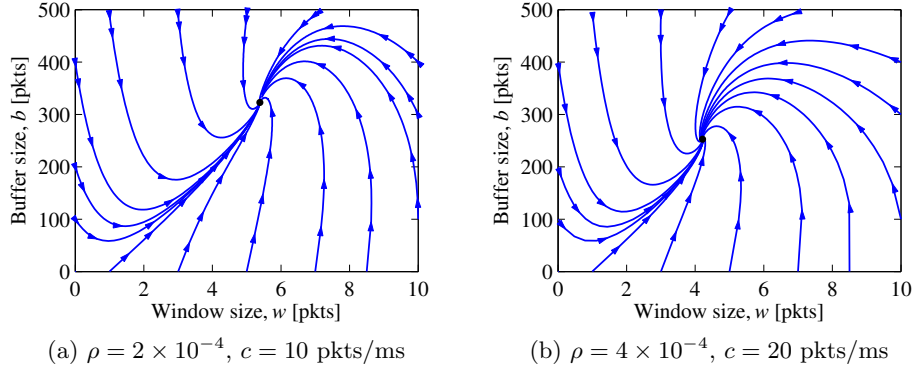 500
400
300
200
100
0
Buffer size, b [pkts]
0 2 4 6 8 10
Window size, w [pkts]
(a) ρ = 2 × 10⁻⁴, c = 10 pkts/ms
500
400
300
200
100
0
Buffer size, b [pkts]
0 2 4 6 8 10
Window size, w [pkts]
(b) ρ = 4 × 10⁻⁴, c = 20 pkts/ms